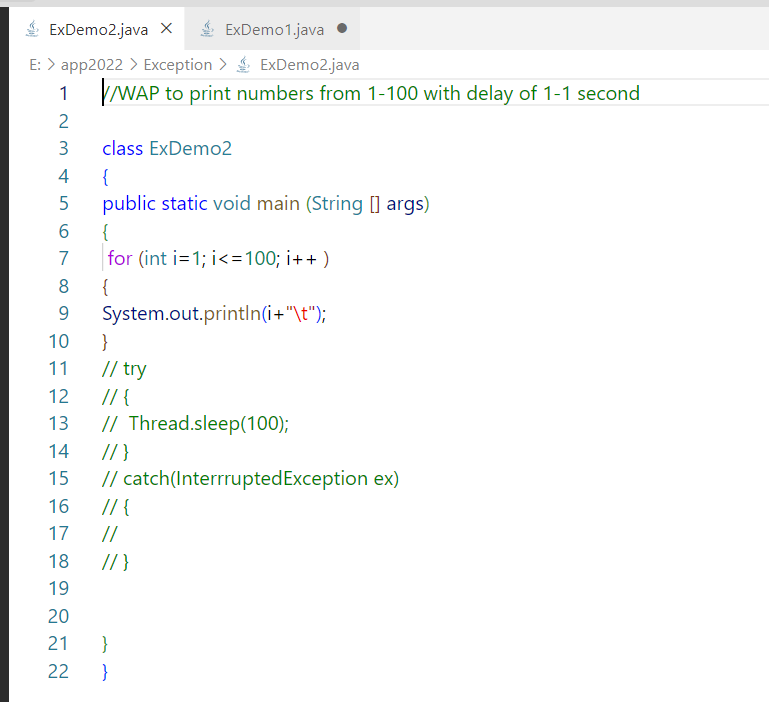 ExDemo2.java × ExDemo1.java ●
E: > app2022 > Exception > ExDemo2.java
1 //WAP to print numbers from 1-100 with delay of 1-1 second
2
3 class ExDemo2
4 {
5 public static void main (String [] args)
6 {
7 for (int i=1; i<=100; i++ )
8 {
9 System.out.println(i+"\t");
10 }
11 // try
12 // {
13 //  Thread.sleep(100);
14 // }
15 // catch(InterrruptedException ex)
16 // {
17 //
18 // }
19
20
21 }
22 }